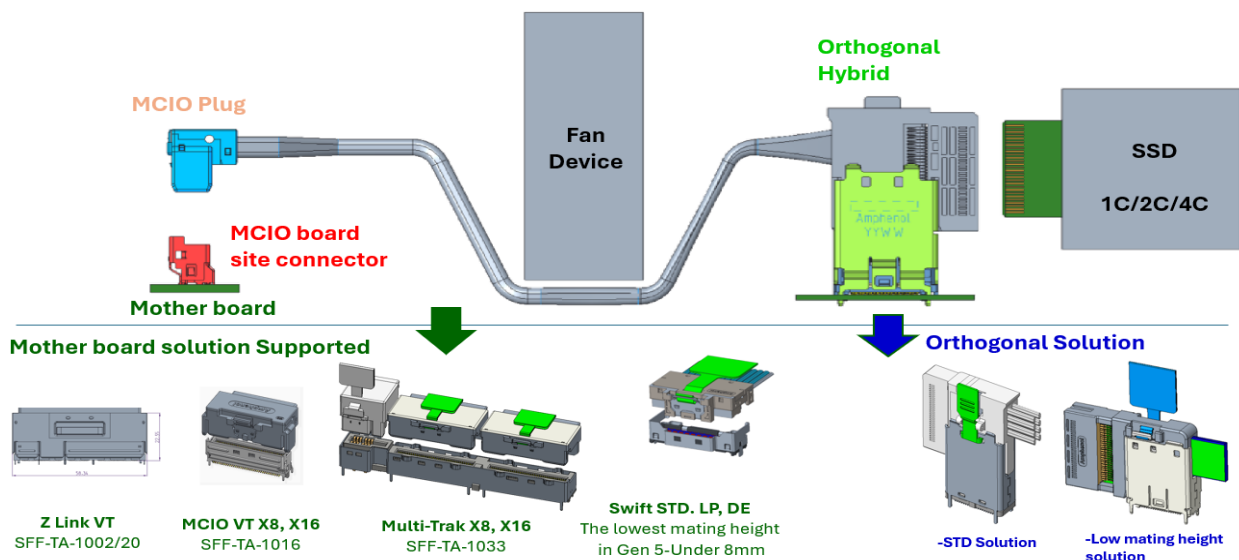 Orthogonal
Hybrid
MCIO Plug
Fan
Device
SSD
1C/2C/4C
Amphenol
YYWW
MCIO board
site connector
Mother board
Mother board solution Supported
Orthogonal Solution
58.26
Z Link VT
SFF-TA-1002/20
MCIO VT X8, X16
SFF-TA-1016
Multi-Trak X8, X16
SFF-TA-1033
Swift STD. LP, DE
The lowest mating height
in Gen 5-Under 8mm
-STD Solution
-Low mating height
solution